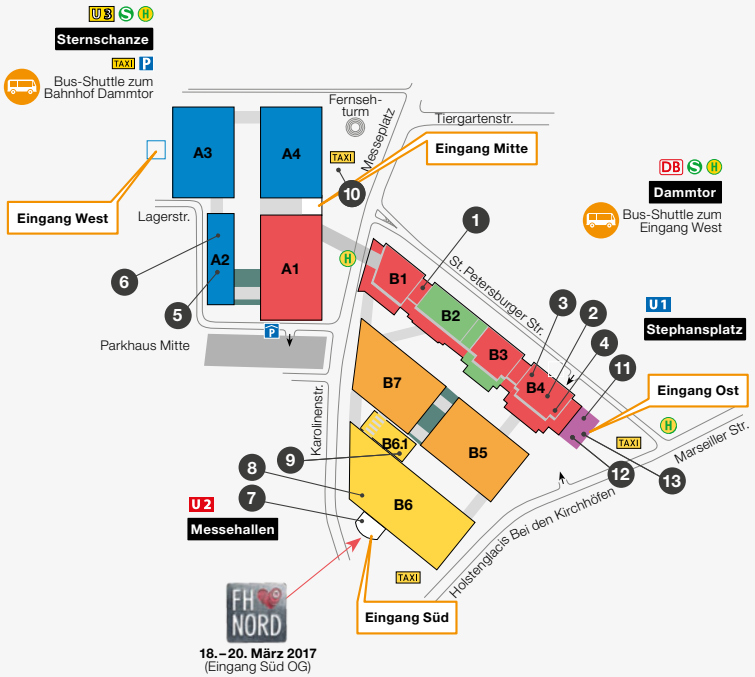 U3 S H
Sternschanze
TAXI P
Bus-Shuttle zum
Bahnhof Dammtor
Fernseh-
turm
Messeplatz
Tiergartenstr.
Eingang Mitte
A3
A4
TAXI
10
DB S H
Dammtor
Bus-Shuttle zum
Eingang West
Eingang West
Lagerstr.
A2
6
5
A1
H
1
St. Petersburger Str.
B1
B2
B3
B4
3
2
4
11
U1
Stephansplatz
P
Parkhaus Mitte
Karolinenstr.
B7
B6.1
B5
Eingang Ost
H
TAXI
Marseiller Str.
12
13
9
8
7
B6
U2
Messehallen
Holstenglacis
Bei den Kirchhöfen
TAXI
FH
NORD
Eingang Süd
18.–20. März 2017
(Eingang Süd OG)